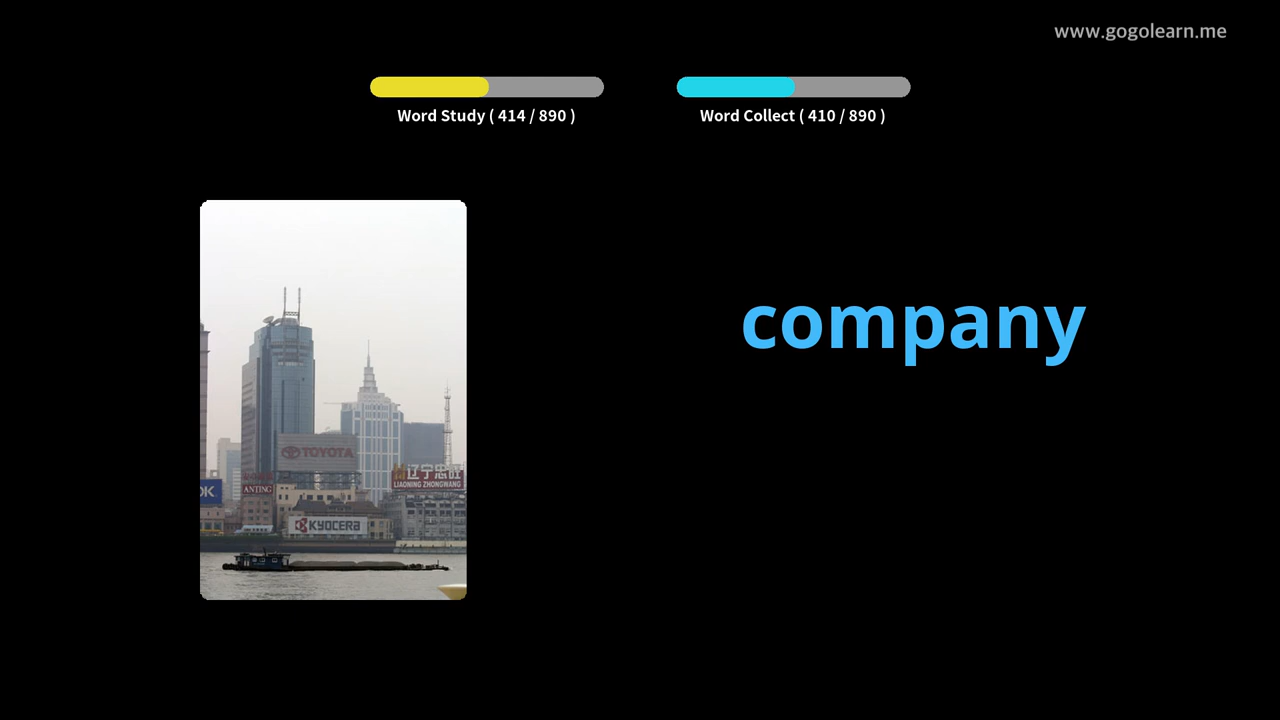 www.gogolearn.me
Word Study ( 414 / 890 )
Word Collect ( 410 / 890 )
company
TOYOTA
辽宁忠旺
LIAONING ZHONGWANG
ANTING
KYOCERA